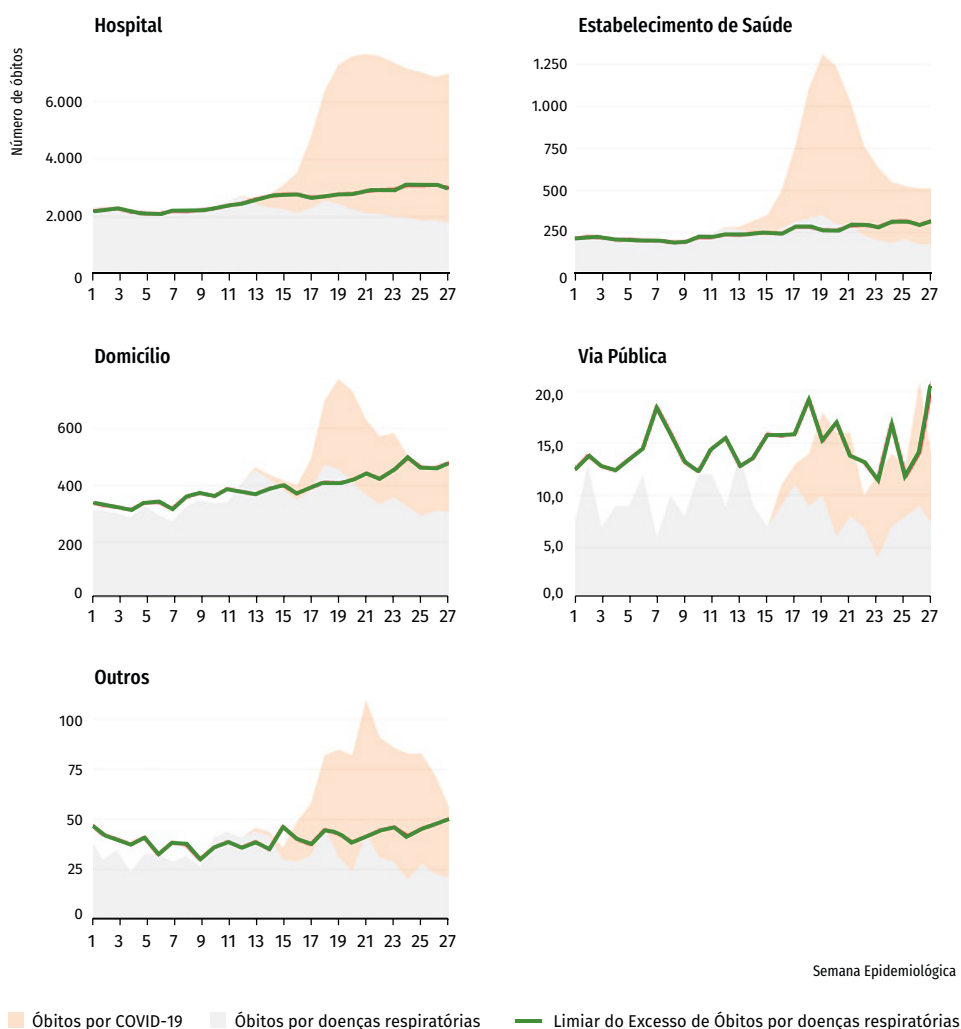 Hospital
Número de óbitos
6.000
4.000
2.000
0
1 3 5 7 9 11 13 15 17 19 21 23 25 27
Estabelecimento de Saúde
1.250
1.000
750
500
250
0
1 3 5 7 9 11 13 15 17 19 21 23 25 27
Domicílio
600
400
200
0
1 3 5 7 9 11 13 15 17 19 21 23 25 27
Via Pública
20,0
15,0
10,0
5,0
0,0
1 3 5 7 9 11 13 15 17 19 21 23 25 27
Outros
100
75
50
25
0
1 3 5 7 9 11 13 15 17 19 21 23 25 27
Semana Epidemiológica
Óbitos por COVID-19 Óbitos por doenças respiratórias Limiar do Excesso de Óbitos por doenças respiratórias